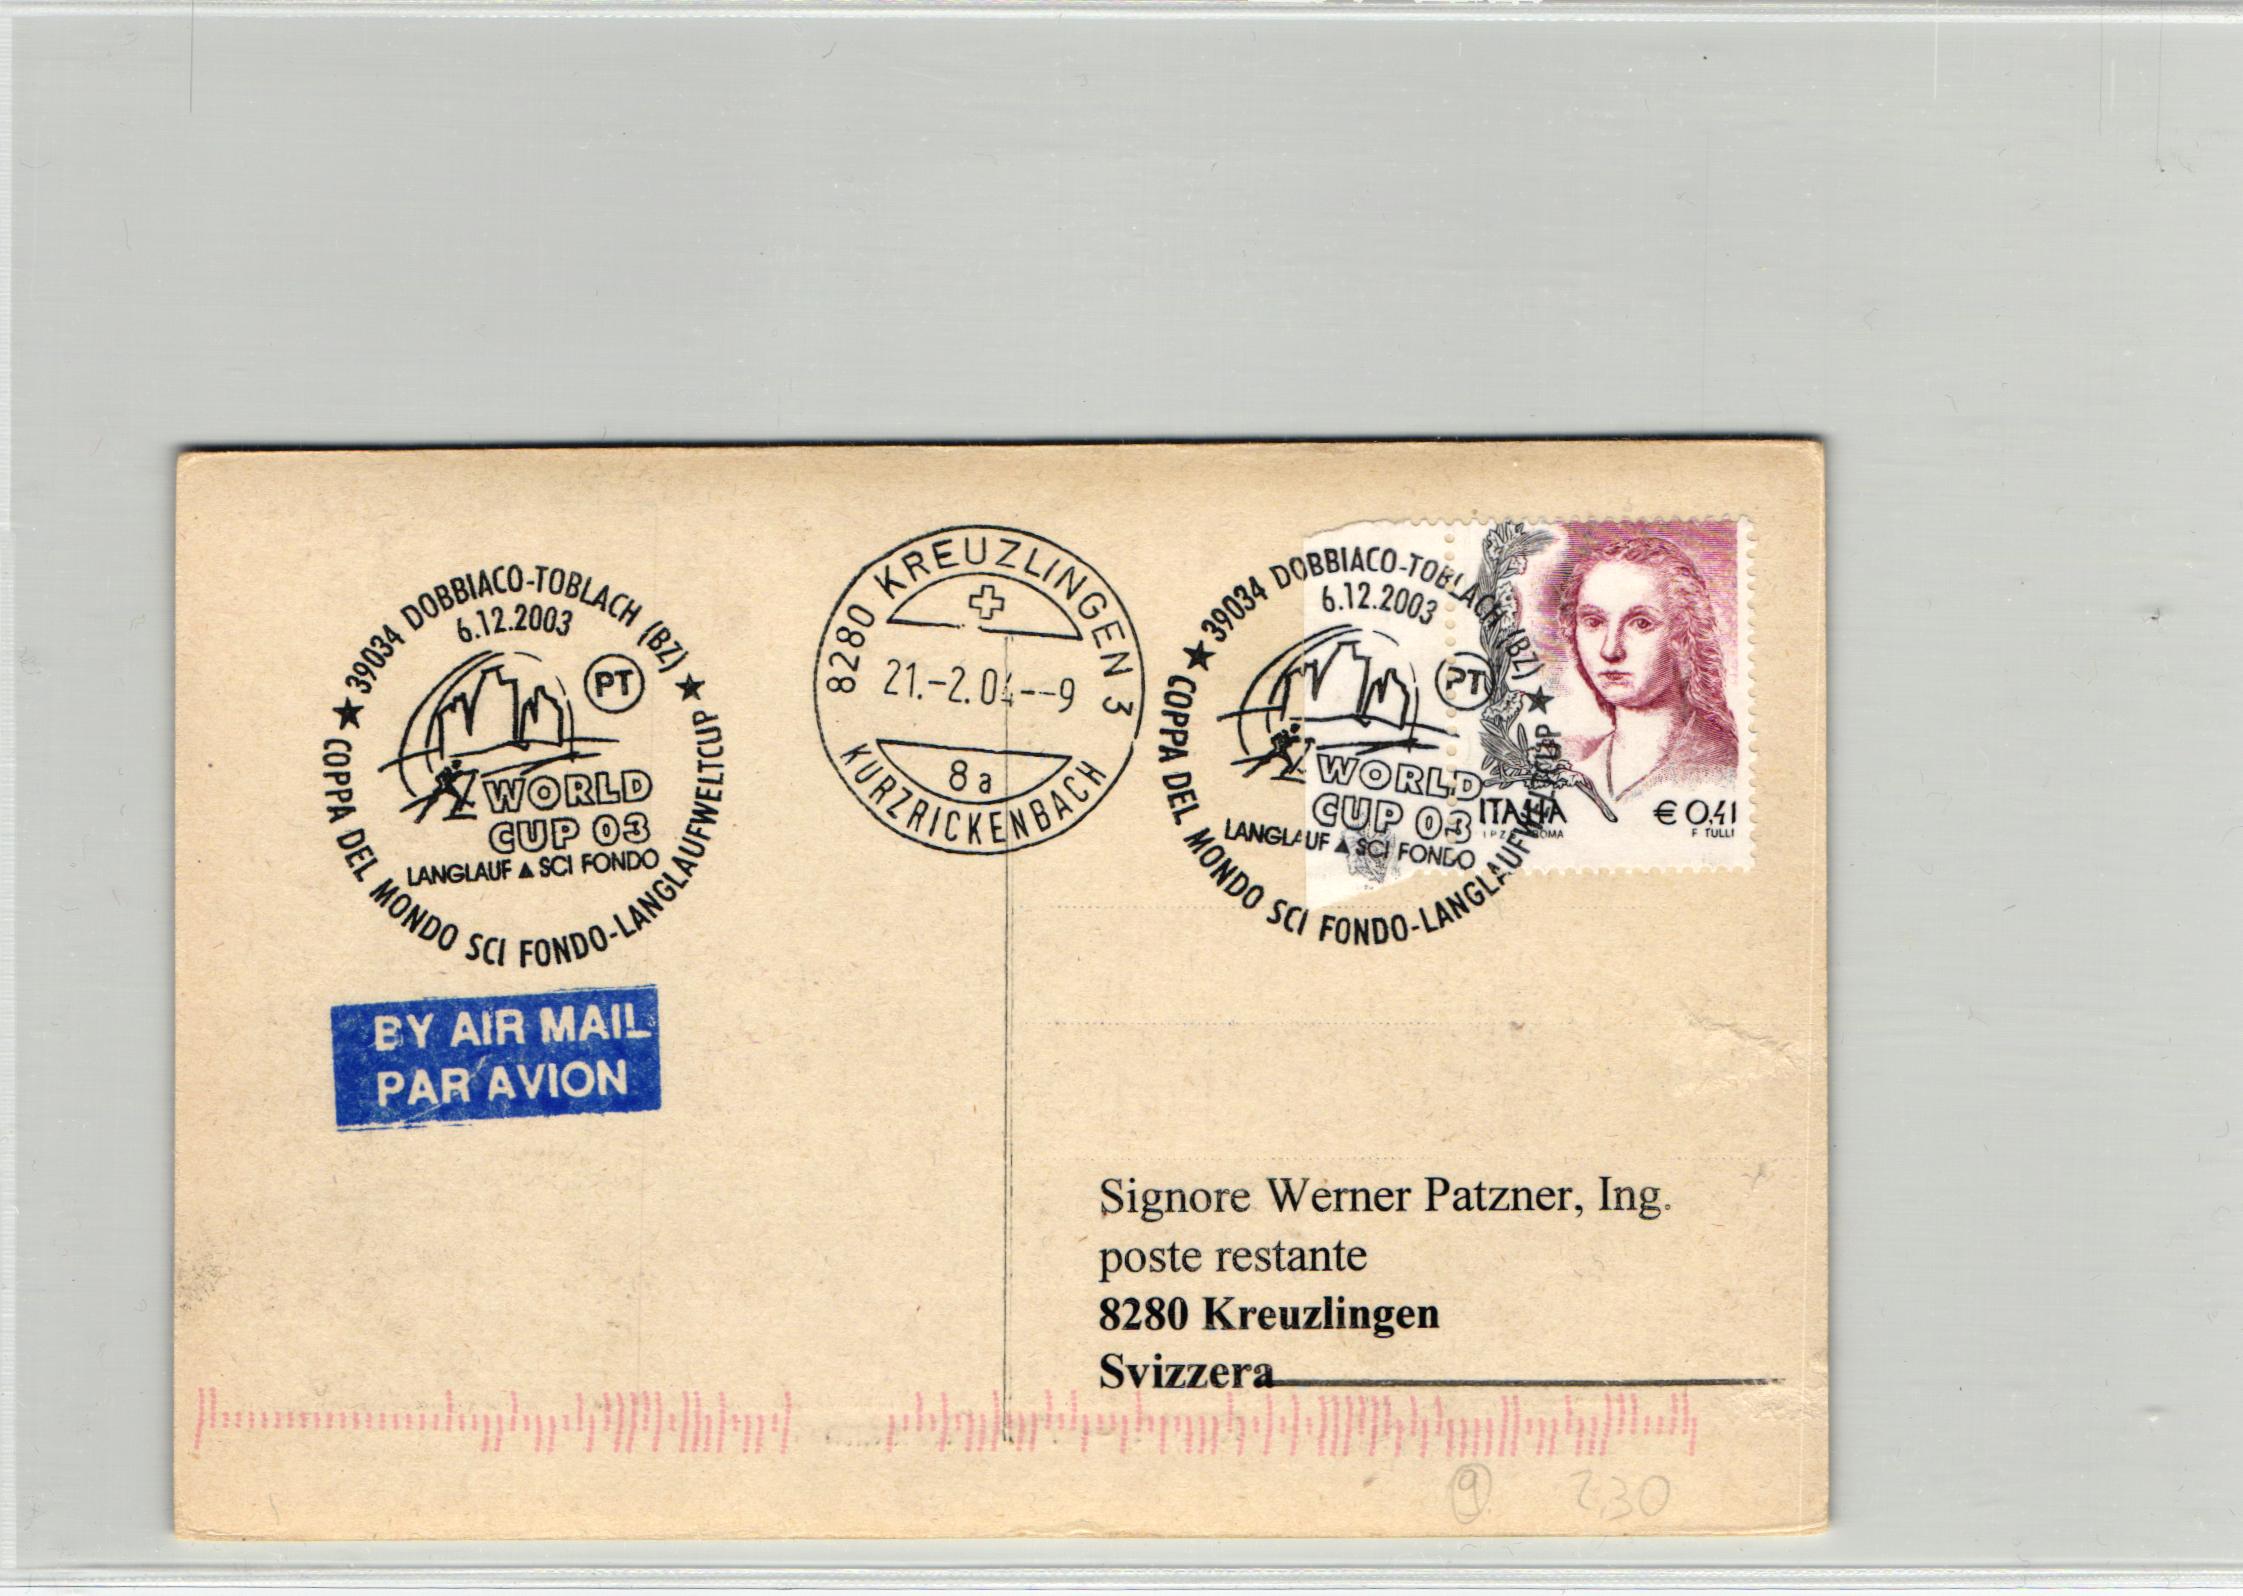 ★ 39034 DOBBIACO-TOBLACH (BZ) ★
6.12.2003
PT
WORLD
CUP 03
LANGLAUF ▲ SCI FONDO
COPPA DEL MONDO SCI FONDO-LANGLAUFWELTCUP
8280 KREUZLINGEN 3
21.-2.04--9
8a
KURZRICKENBACH
★ 39034 DOBBIACO-TOBLACH (BZ) ★
6.12.2003
PT
WORLD
CUP 03
LANGLAUF ▲ SCI FONDO
COPPA DEL MONDO SCI FONDO-LANGLAUFWELTCUP
ITALIA € 0,41
I.P.Z.S. ROMA F. TULLI
BY AIR MAIL
PAR AVION
Signore Werner Patzner, Ing.
poste restante
8280 Kreuzlingen
Svizzera
9 2,30